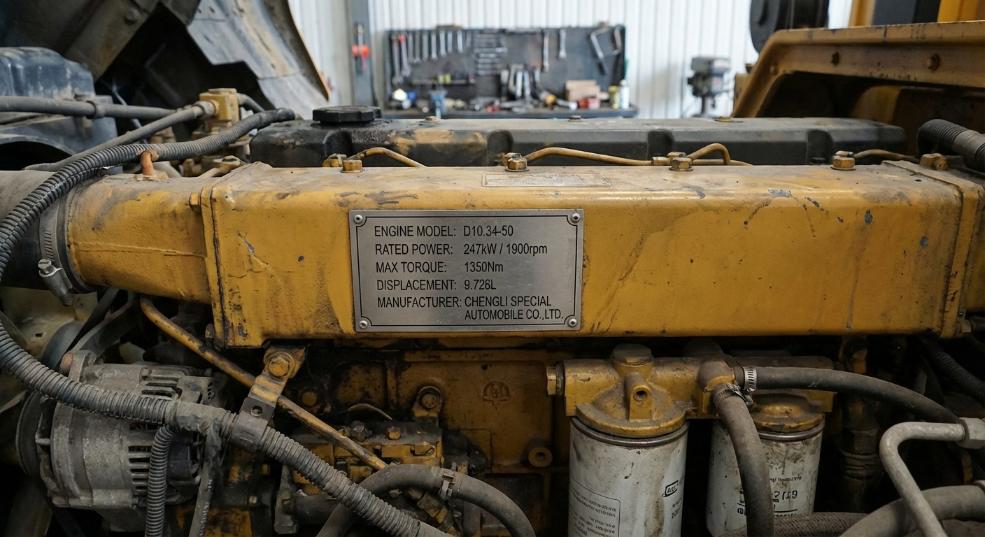 ENGINE MODEL: D10.34-50
RATED POWER: 247kW / 1900rpm
MAX TORQUE: 1350Nm
DISPLACEMENT: 9.726L
MANUFACTURER: CHENGLI SPECIAL
AUTOMOBILE CO.,LTD.